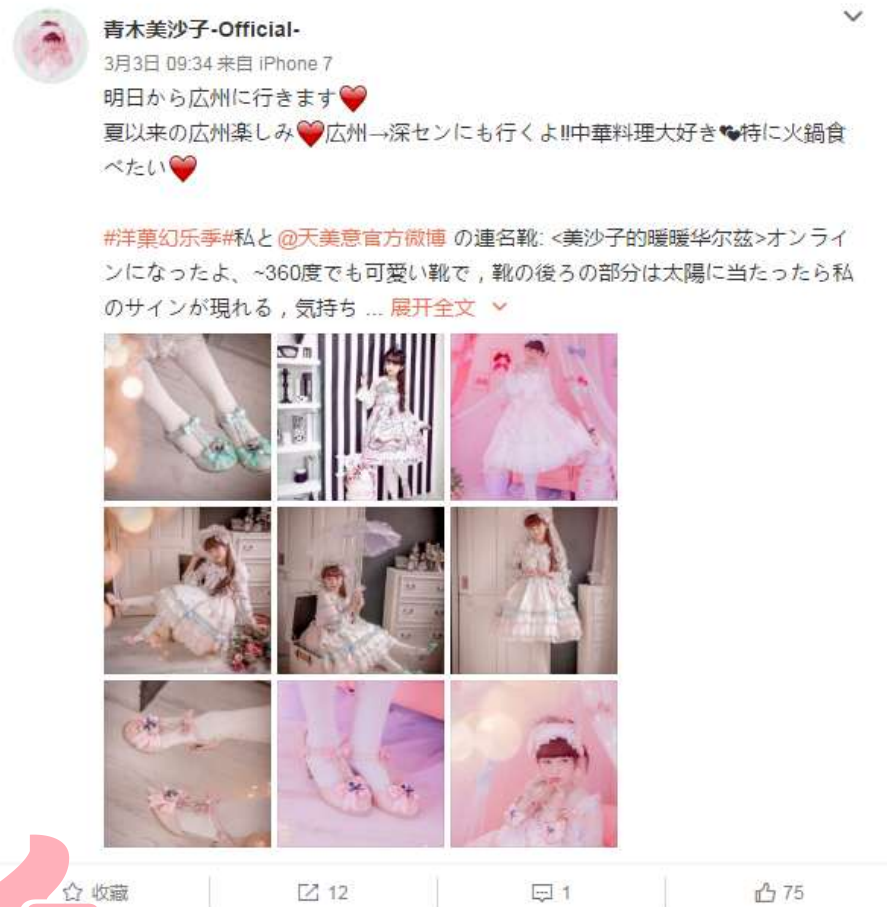 青木美沙子-Official-
3月3日 09:34 来自 iPhone 7
明日から広州に行きます❤
夏以来の広州楽しみ❤広州→深センにも行くよ‼中華料理大好き💕特に火鍋食
べたい❤
#洋菓幻乐季#私と@天美意官方微博 の連名靴: <美沙子的暖暖华尔兹>オンライ
ンになったよ、~360度でも可愛い靴で , 靴の後ろの部分は太陽に当たったら私
のサインが現れる , 気持ち ... 展开全文
收藏 12 1 75